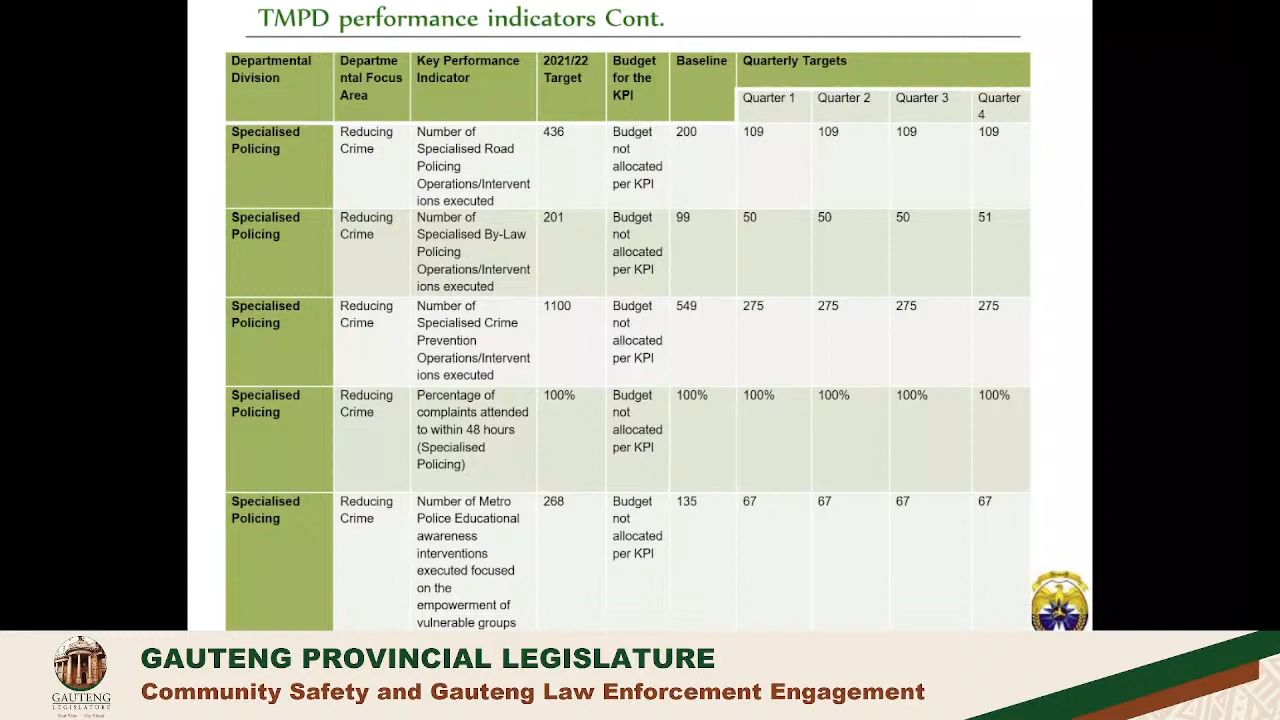 TMPD performance indicators Cont.
Departmental Division
Departme ntal Focus Area
Key Performance Indicator
2021/22 Target
Budget for the KPI
Baseline
Quarterly Targets
Quarter 1
Quarter 2
Quarter 3
Quarter 4
Specialised Policing
Reducing Crime
Number of Specialised Road Policing Operations/Intervent ions executed
436
Budget not allocated per KPI
200
109
109
109
109
Specialised Policing
Reducing Crime
Number of Specialised By-Law Policing Operations/Intervent ions executed
201
Budget not allocated per KPI
99
50
50
50
51
Specialised Policing
Reducing Crime
Number of Specialised Crime Prevention Operations/Intervent ions executed
1100
Budget not allocated per KPI
549
275
275
275
275
Specialised Policing
Reducing Crime
Percentage of complaints attended to within 48 hours (Specialised Policing)
100%
Budget not allocated per KPI
100%
100%
100%
100%
100%
Specialised Policing
Reducing Crime
Number of Metro Police Educational awareness interventions executed focused on the empowerment of vulnerable groups
268
Budget not allocated per KPI
135
67
67
67
67
GAUTENG PROVINCIAL LEGISLATURE
Community Safety and Gauteng Law Enforcement Engagement
GAUTENG
LEGISLATURE